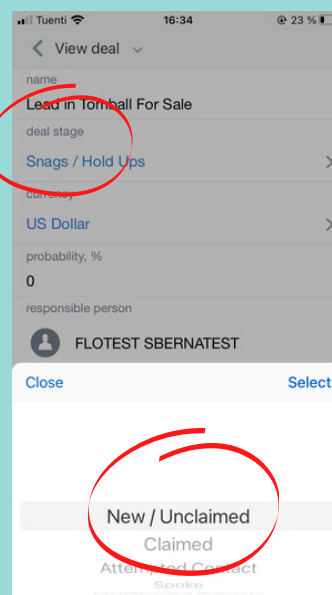 Tuenti 16:34 23 %
View deal
name
Lead in Tomball For Sale
deal stage
Snags / Hold Ups
currency
US Dollar
probability, %
0
responsible person
FLOTEST SBERNATEST
Close Select
New / Unclaimed
Claimed
Attempted Contact
Spoke